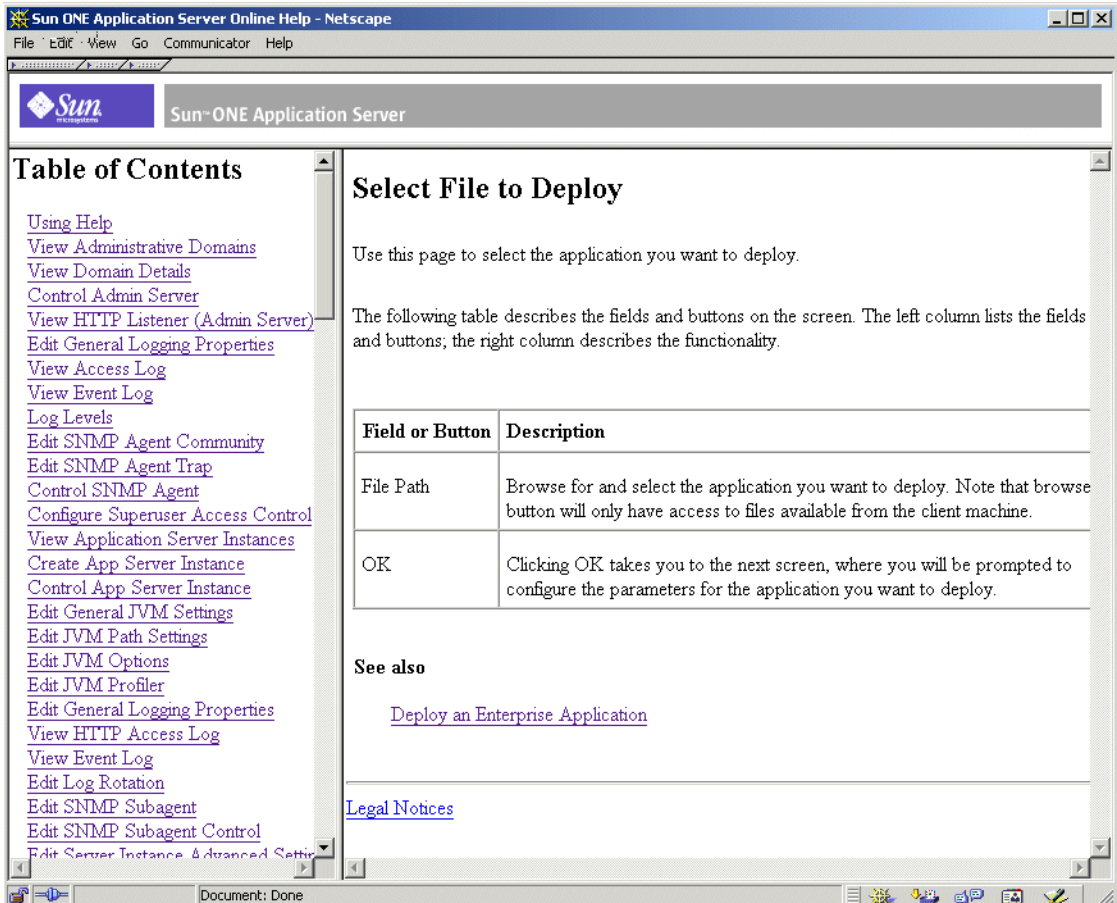 Sun ONE Application Server Online Help - Netscape
File Edit View Go Communicator Help
Sun
microsystems
Sun™ ONE Application Server
Table of Contents
Using Help
View Administrative Domains
View Domain Details
Control Admin Server
View HTTP Listener (Admin Server)
Edit General Logging Properties
View Access Log
View Event Log
Log Levels
Edit SNMP Agent Community
Edit SNMP Agent Trap
Control SNMP Agent
Configure Superuser Access Control
View Application Server Instances
Create App Server Instance
Control App Server Instance
Edit General JVM Settings
Edit JVM Path Settings
Edit JVM Options
Edit JVM Profiler
Edit General Logging Properties
View HTTP Access Log
View Event Log
Edit Log Rotation
Edit SNMP Subagent
Edit SNMP Subagent Control
Edit Server Instance Advanced Settin
Select File to Deploy
Use this page to select the application you want to deploy.
The following table describes the fields and buttons on the screen. The left column lists the fields
and buttons; the right column describes the functionality.
Field or Button Description
File Path Browse for and select the application you want to deploy. Note that browse
button will only have access to files available from the client machine.
OK Clicking OK takes you to the next screen, where you will be prompted to
configure the parameters for the application you want to deploy.
See also
Deploy an Enterprise Application
Legal Notices
Document: Done